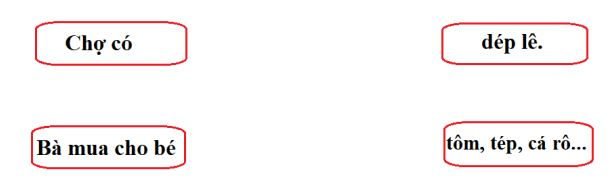 Chợ có
dép lê.
Bà mua cho bé
tôm, tép, cá rô...